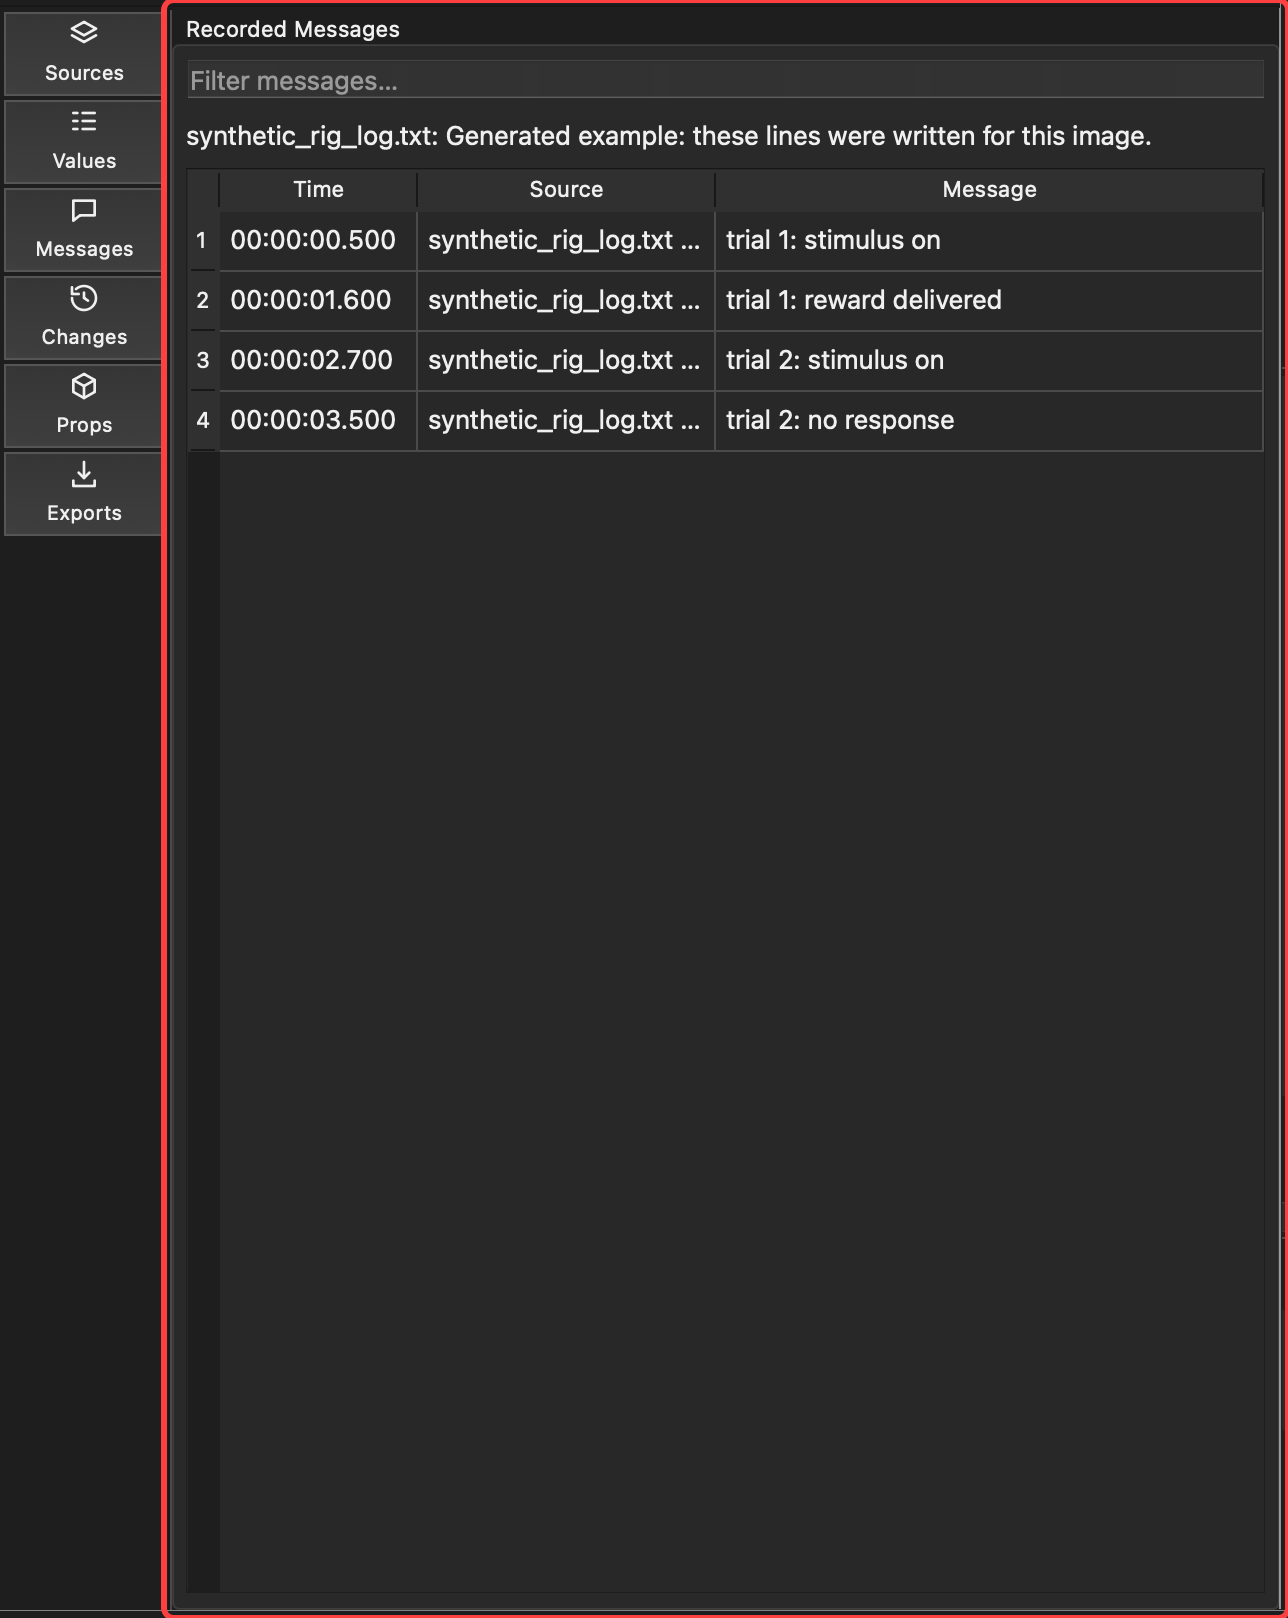 Sources
Values
Messages
Changes
Props
Exports
Recorded Messages
Filter messages...
synthetic_rig_log.txt: Generated example: these lines were written for this image.
Time Source Message
1 00:00:00.500 synthetic_rig_log.txt ... trial 1: stimulus on
2 00:00:01.600 synthetic_rig_log.txt ... trial 1: reward delivered
3 00:00:02.700 synthetic_rig_log.txt ... trial 2: stimulus on
4 00:00:03.500 synthetic_rig_log.txt ... trial 2: no response